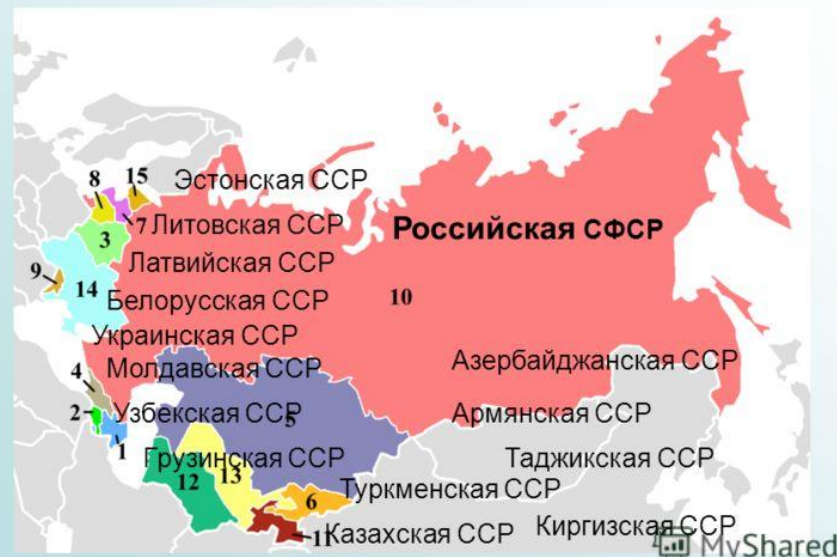 8 15 Эстонская ССР
7 Литовская ССР
Российская СФСР
3
Латвийская ССР
9
14 Белорусская ССР
10
Украинская ССР
4 Молдавская ССР
Азербайджанская ССР
2 Узбекская ССР
5
Армянская ССР
1
Грузинская ССР
Таджикская ССР
12 13
Туркменская ССР
6
11 Казахская ССР
Киргизская ССР
MyShared